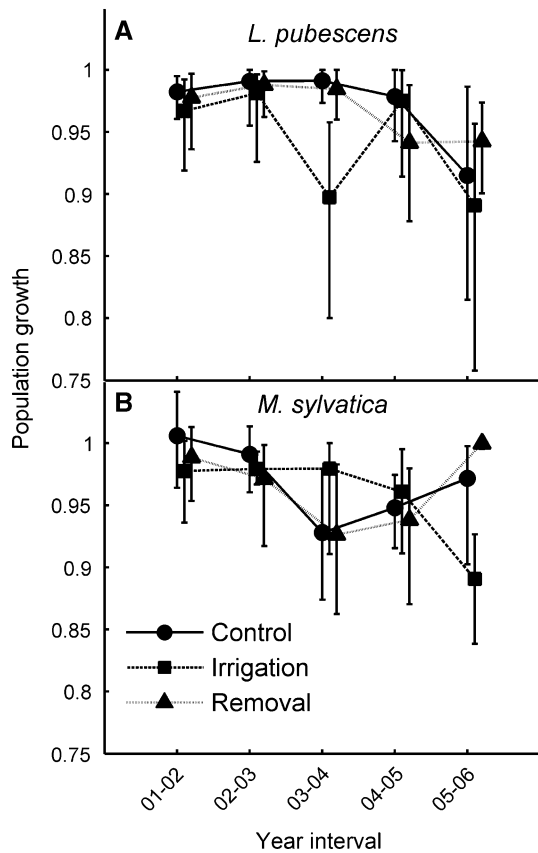 A
L. pubescens
1
0.95
0.9
0.85
0.8
0.75
Population growth
B
M. sylvatica
1
0.95
0.9
0.85
0.8
0.75
Control
Irrigation
Removal
01-02
02-03
03-04
04-05
05-06
Year interval